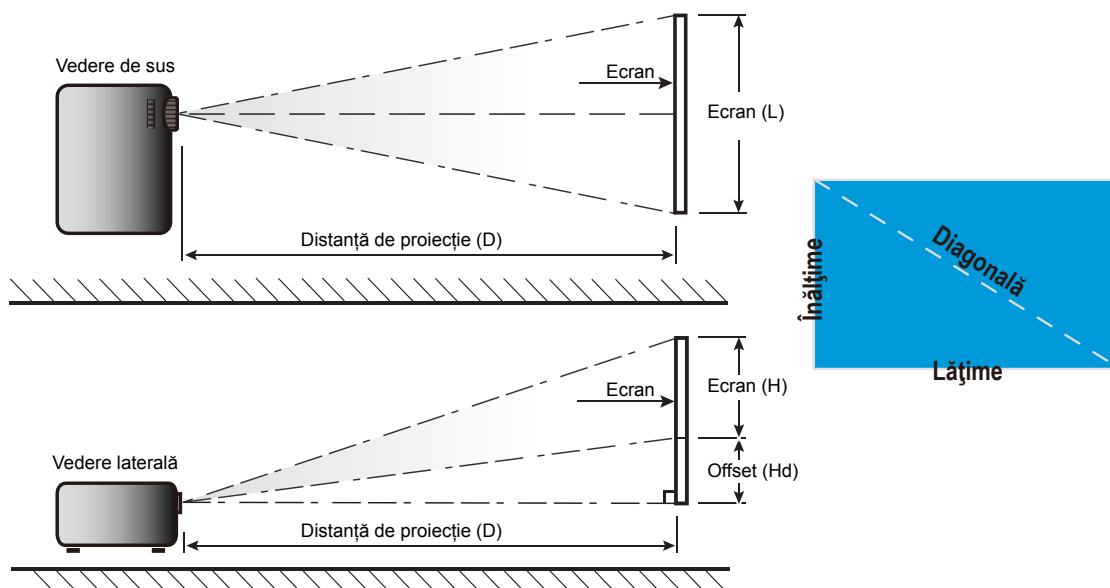 Vedere de sus
Ecran
Ecran (L)
Distanță de proiecție (D)
Înălţime
Diagonală
Lăţime
Ecran
Ecran (H)
Vedere laterală
Offset (Hd)
Distanță de proiecție (D)